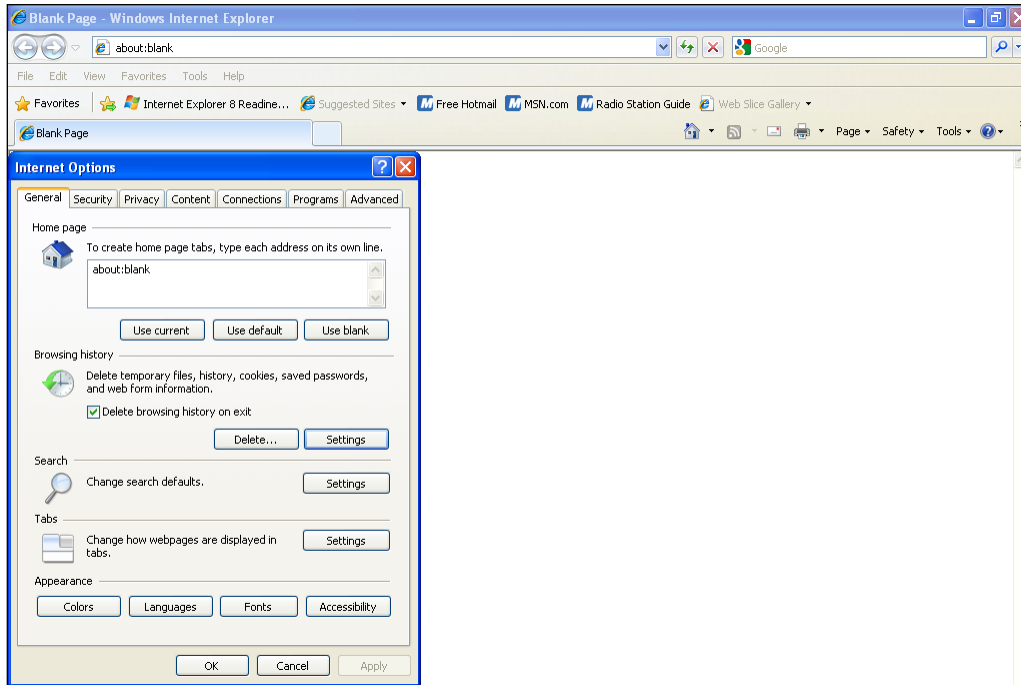 Blank Page - Windows Internet Explorer
about:blank
Google
File Edit View Favorites Tools Help
Favorites Internet Explorer 8 Readine... Suggested Sites Free Hotmail MSN.com Radio Station Guide Web Slice Gallery
Blank Page
Page Safety Tools
Internet Options
General Security Privacy Content Connections Programs Advanced
Home page
To create home page tabs, type each address on its own line.
about:blank
Use current Use default Use blank
Browsing history
Delete temporary files, history, cookies, saved passwords,
and web form information.
Delete browsing history on exit
Delete... Settings
Search
Change search defaults. Settings
Tabs
Change how webpages are displayed in
tabs.
Settings
Appearance
Colors Languages Fonts Accessibility
OK Cancel Apply